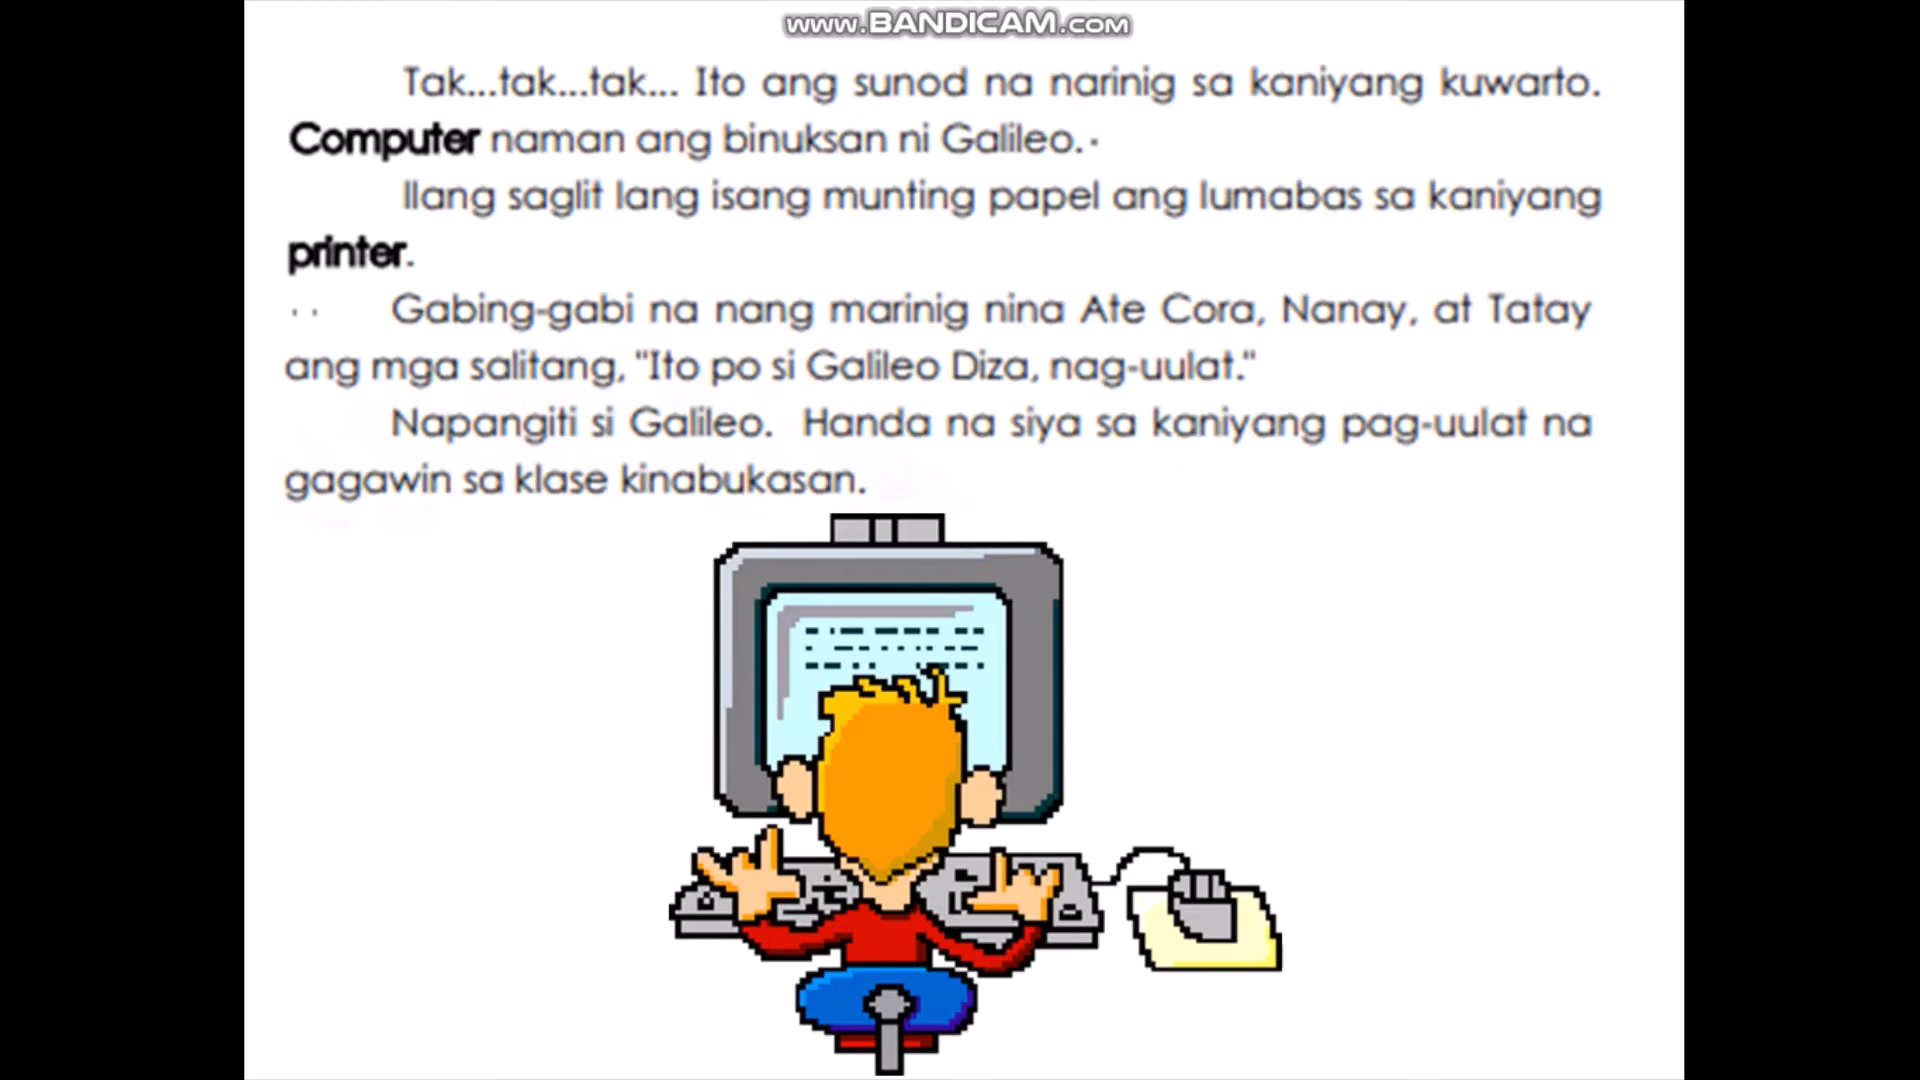 www.BANDICAM.com
Tak...tak...tak... Ito ang sunod na narinig sa kaniyang kuwarto.
Computer naman ang binuksan ni Galileo.
Ilang saglit lang isang munting papel ang lumabas sa kaniyang
printer.
Gabing-gabi na nang marinig nina Ate Cora, Nanay, at Tatay
ang mga salitang, "Ito po si Galileo Diza, nag-uulat."
Napangiti si Galileo. Handa na siya sa kaniyang pag-uulat na
gagawin sa klase kinabukasan.